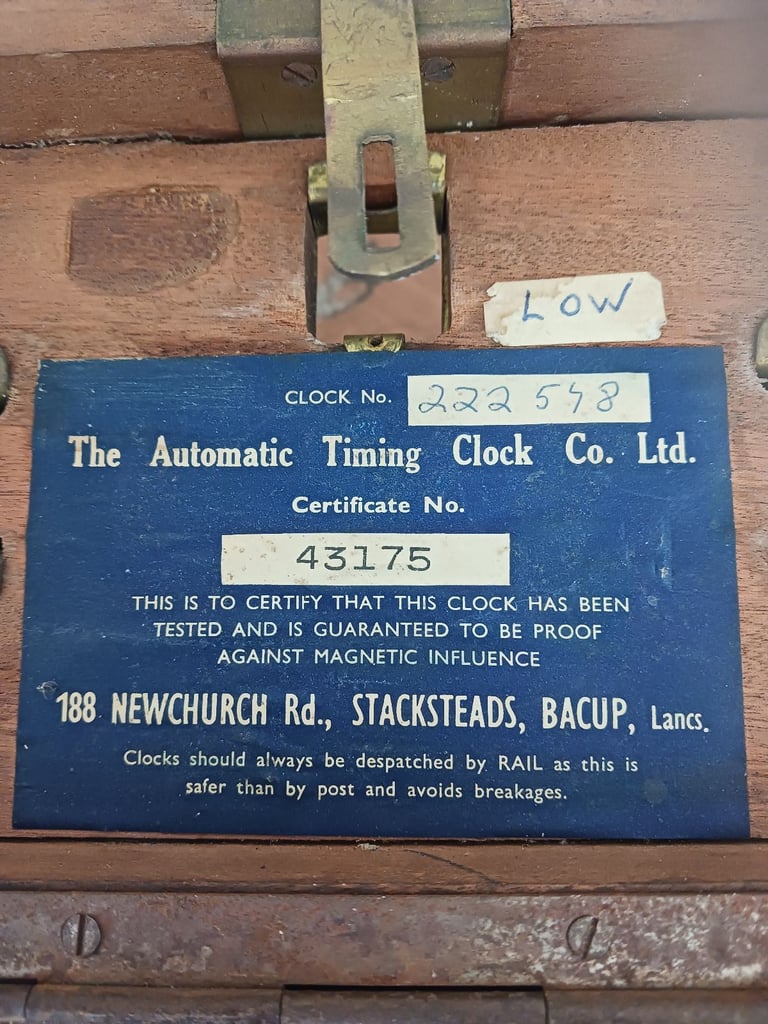 LOW
CLOCK No. 222 548
The Automatic Timing Clock Co. Ltd.
Certificate No.
43175
THIS IS TO CERTIFY THAT THIS CLOCK HAS BEEN
TESTED AND IS GUARANTEED TO BE PROOF
AGAINST MAGNETIC INFLUENCE
188 NEWCHURCH Rd., STACKSTEADS, BACUP, Lancs.
Clocks should always be despatched by RAIL as this is
safer than by post and avoids breakages.